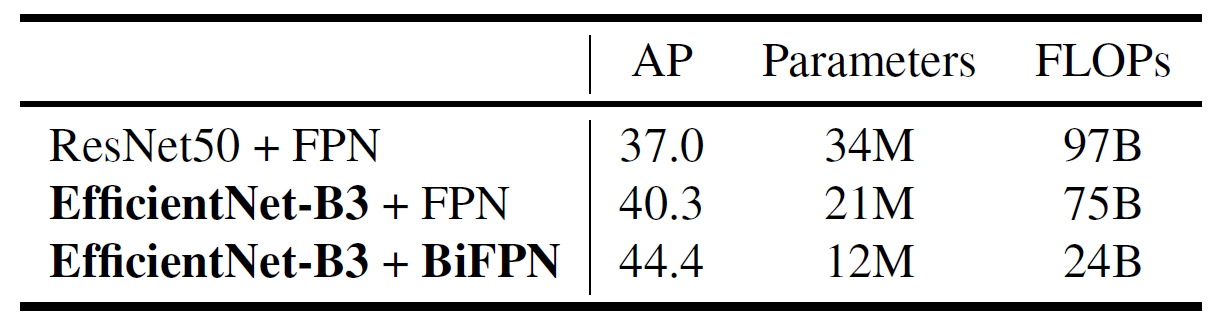 AP Parameters FLOPs
ResNet50 + FPN 37.0 34M 97B
EfficientNet-B3 + FPN 40.3 21M 75B
EfficientNet-B3 + BiFPN 44.4 12M 24B